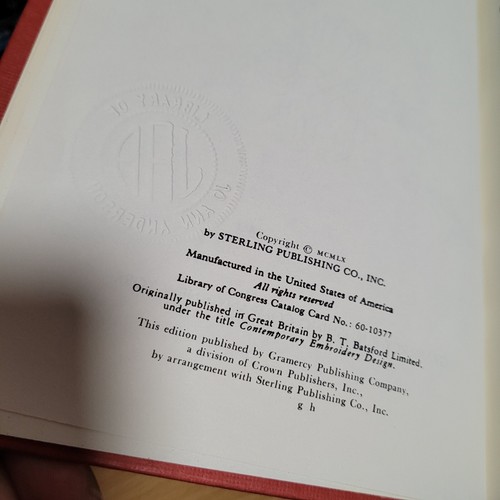 Copyright © MCMLX
by STERLING PUBLISHING CO., INC.
Manufactured in the United States of America
All rights reserved
Library of Congress Catalog Card No.: 60-10377
Originally published in Great Britain by B. T. Batsford Limited.
under the title Contemporary Embroidery Design.
This edition published by Gramercy Publishing Company,
a division of Crown Publishers, Inc.,
by arrangement with Sterling Publishing Co., Inc.
g h